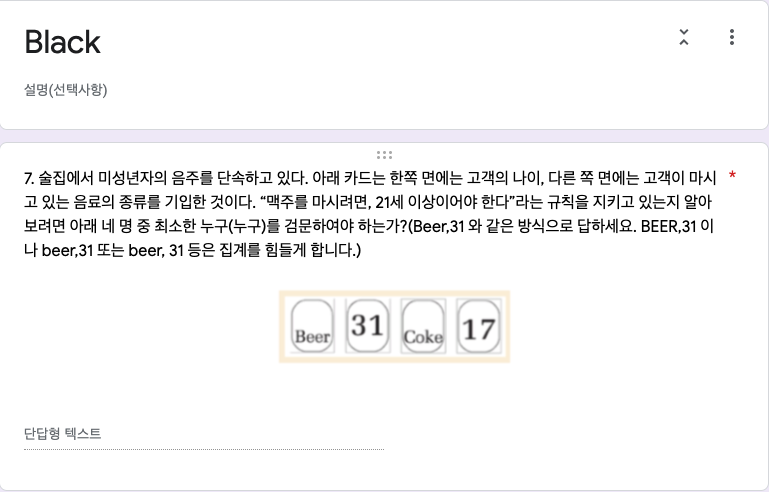 Black
설명(선택사항)
7. 술집에서 미성년자의 음주를 단속하고 있다. 아래 카드는 한쪽 면에는 고객의 나이, 다른 쪽 면에는 고객이 마시 *
고 있는 음료의 종류를 기입한 것이다. “맥주를 마시려면, 21세 이상이어야 한다”라는 규칙을 지키고 있는지 알아
보려면 아래 네 명 중 최소한 누구(누구)를 검문하여야 하는가?(Beer,31 와 같은 방식으로 답하세요. BEER,31 이
나 beer,31 또는 beer, 31 등은 집계를 힘들게 합니다.)
Beer 31 Coke 17
단답형 텍스트